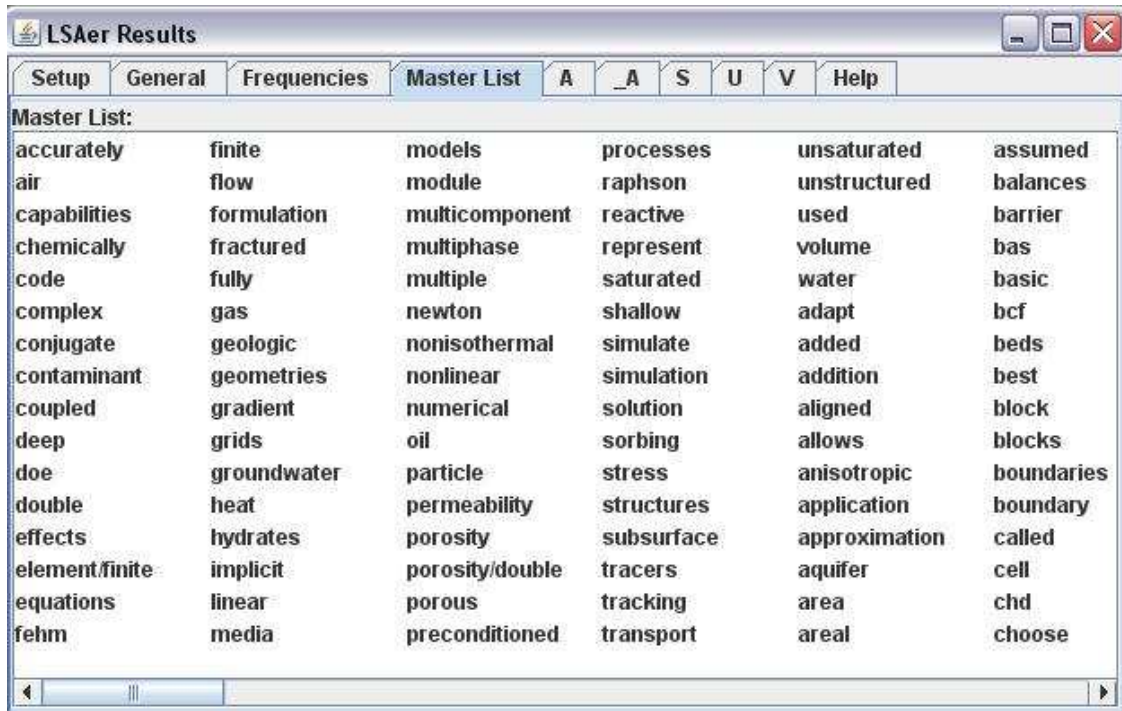 LSAer Results
Setup General Frequencies Master List A _A S U V Help
Master List:
accurately finite models processes unsaturated assumed
air flow module raphson unstructured balances
capabilities formulation multicomponent reactive used barrier
chemically fractured multiphase represent volume bas
code fully multiple saturated water basic
complex gas newton shallow adapt bcf
conjugate geologic nonisothermal simulate added beds
contaminant geometries nonlinear simulation addition best
coupled gradient numerical solution aligned block
deep grids oil sorbing allows blocks
doe groundwater particle stress anisotropic boundaries
double heat permeability structures application boundary
effects hydrates porosity subsurface approximation called
element/finite implicit porosity/double tracers aquifer cell
equations linear porous tracking area chd
fehm media preconditioned transport areal choose